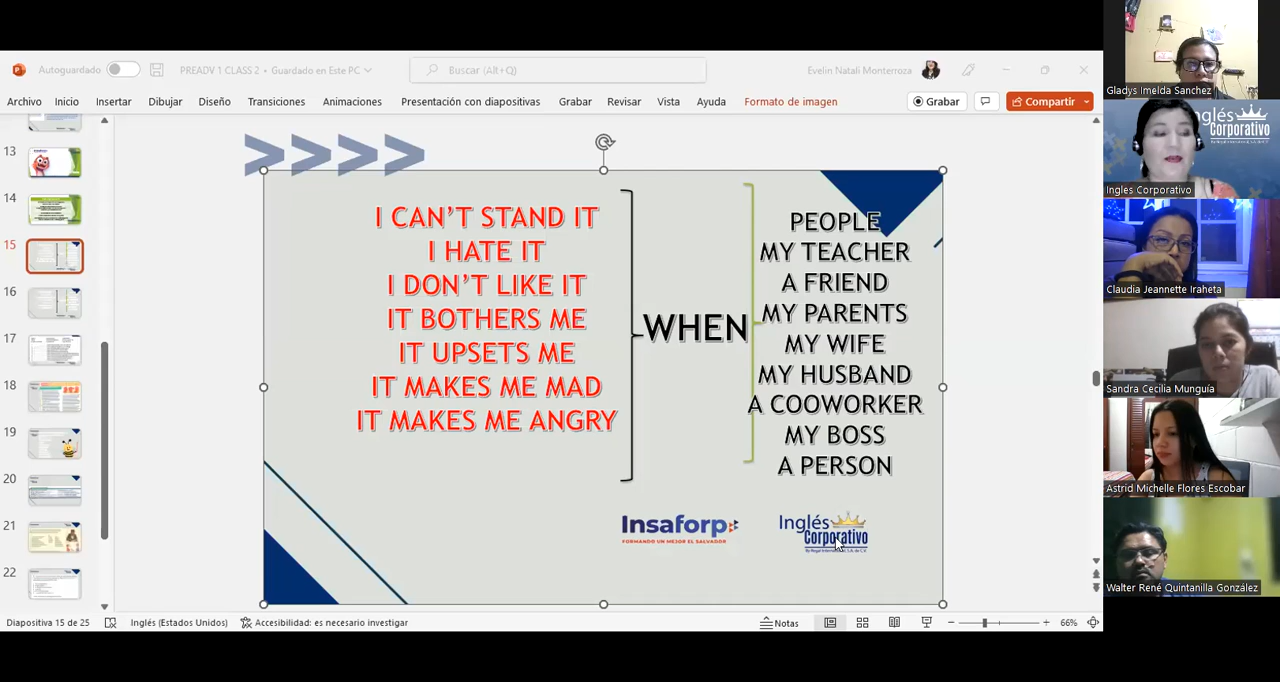 Autoguardado
PREADV 1 CLASS 2 • Guardado en Este PC
Buscar (Alt+Q)
Evelin Natali Monterroza
Archivo Inicio Insertar Dibujar Diseño Transiciones Animaciones Presentación con diapositivas Grabar Revisar Vista Ayuda Formato de imagen
Grabar
Compartir
13
14
15
16
17
18
19
20
21
22
I CAN'T STAND IT
I HATE IT
I DON'T LIKE IT
IT BOTHERS ME
IT UPSETS ME
IT MAKES ME MAD
IT MAKES ME ANGRY
WHEN
PEOPLE
MY TEACHER
A FRIEND
MY PARENTS
MY WIFE
MY HUSBAND
A COOWORKER
MY BOSS
A PERSON
Insaforp
FORMANDO UN MEJOR EL SALVADOR
Inglés
Corporativo
Diapositiva 15 de 25
Inglés (Estados Unidos)
Accesibilidad: es necesario investigar
Notas
66%
Gladys Imelda Sanchez
Inglés
Corporativo
Ingles Corporativo
Claudia Jeannette Iraheta
Sandra Cecilia Munguía
Astrid Michelle Flores Escobar
Walter René Quintanilla González